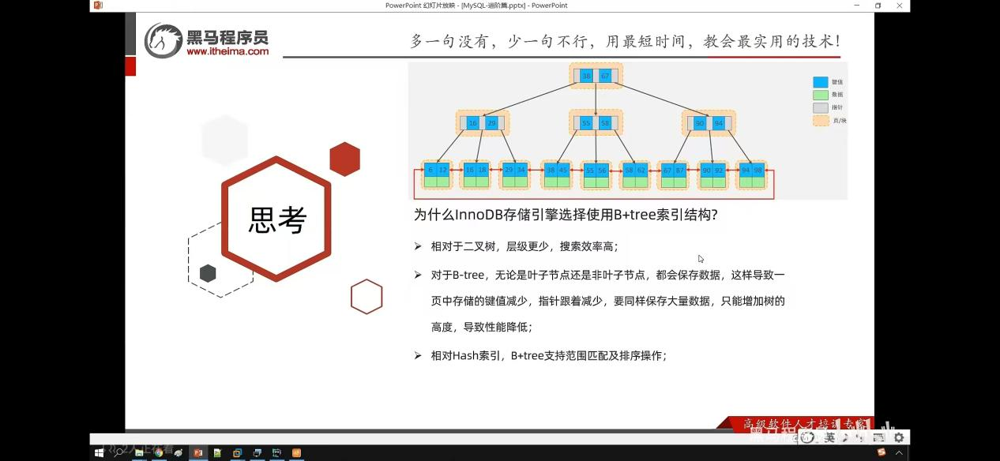 PowerPoint 幻灯片放映 - [MySQL-进阶篇.pptx] - PowerPoint
黑马程序员
www.itheima.com
多一句没有，少一句不行，用最短时间，教会最实用的技术！
38 67
16 29 55 58 90 94
6 12 16 18 29 34 38 45 55 56 58 62 67 87 90 92 94 98
键值
数据
指针
页/块
思考
为什么InnoDB存储引擎选择使用B+tree索引结构?
相对于二叉树，层级更少，搜索效率高；
对于B-tree，无论是叶子节点还是非叶子节点，都会保存数据，这样导致一
页中存储的键值减少，指针跟着减少，要同样保存大量数据，只能增加树的
高度，导致性能降低；
相对Hash索引，B+tree支持范围匹配及排序操作；
高级软件人才培训专家
黑马程序员
英
2人正在看